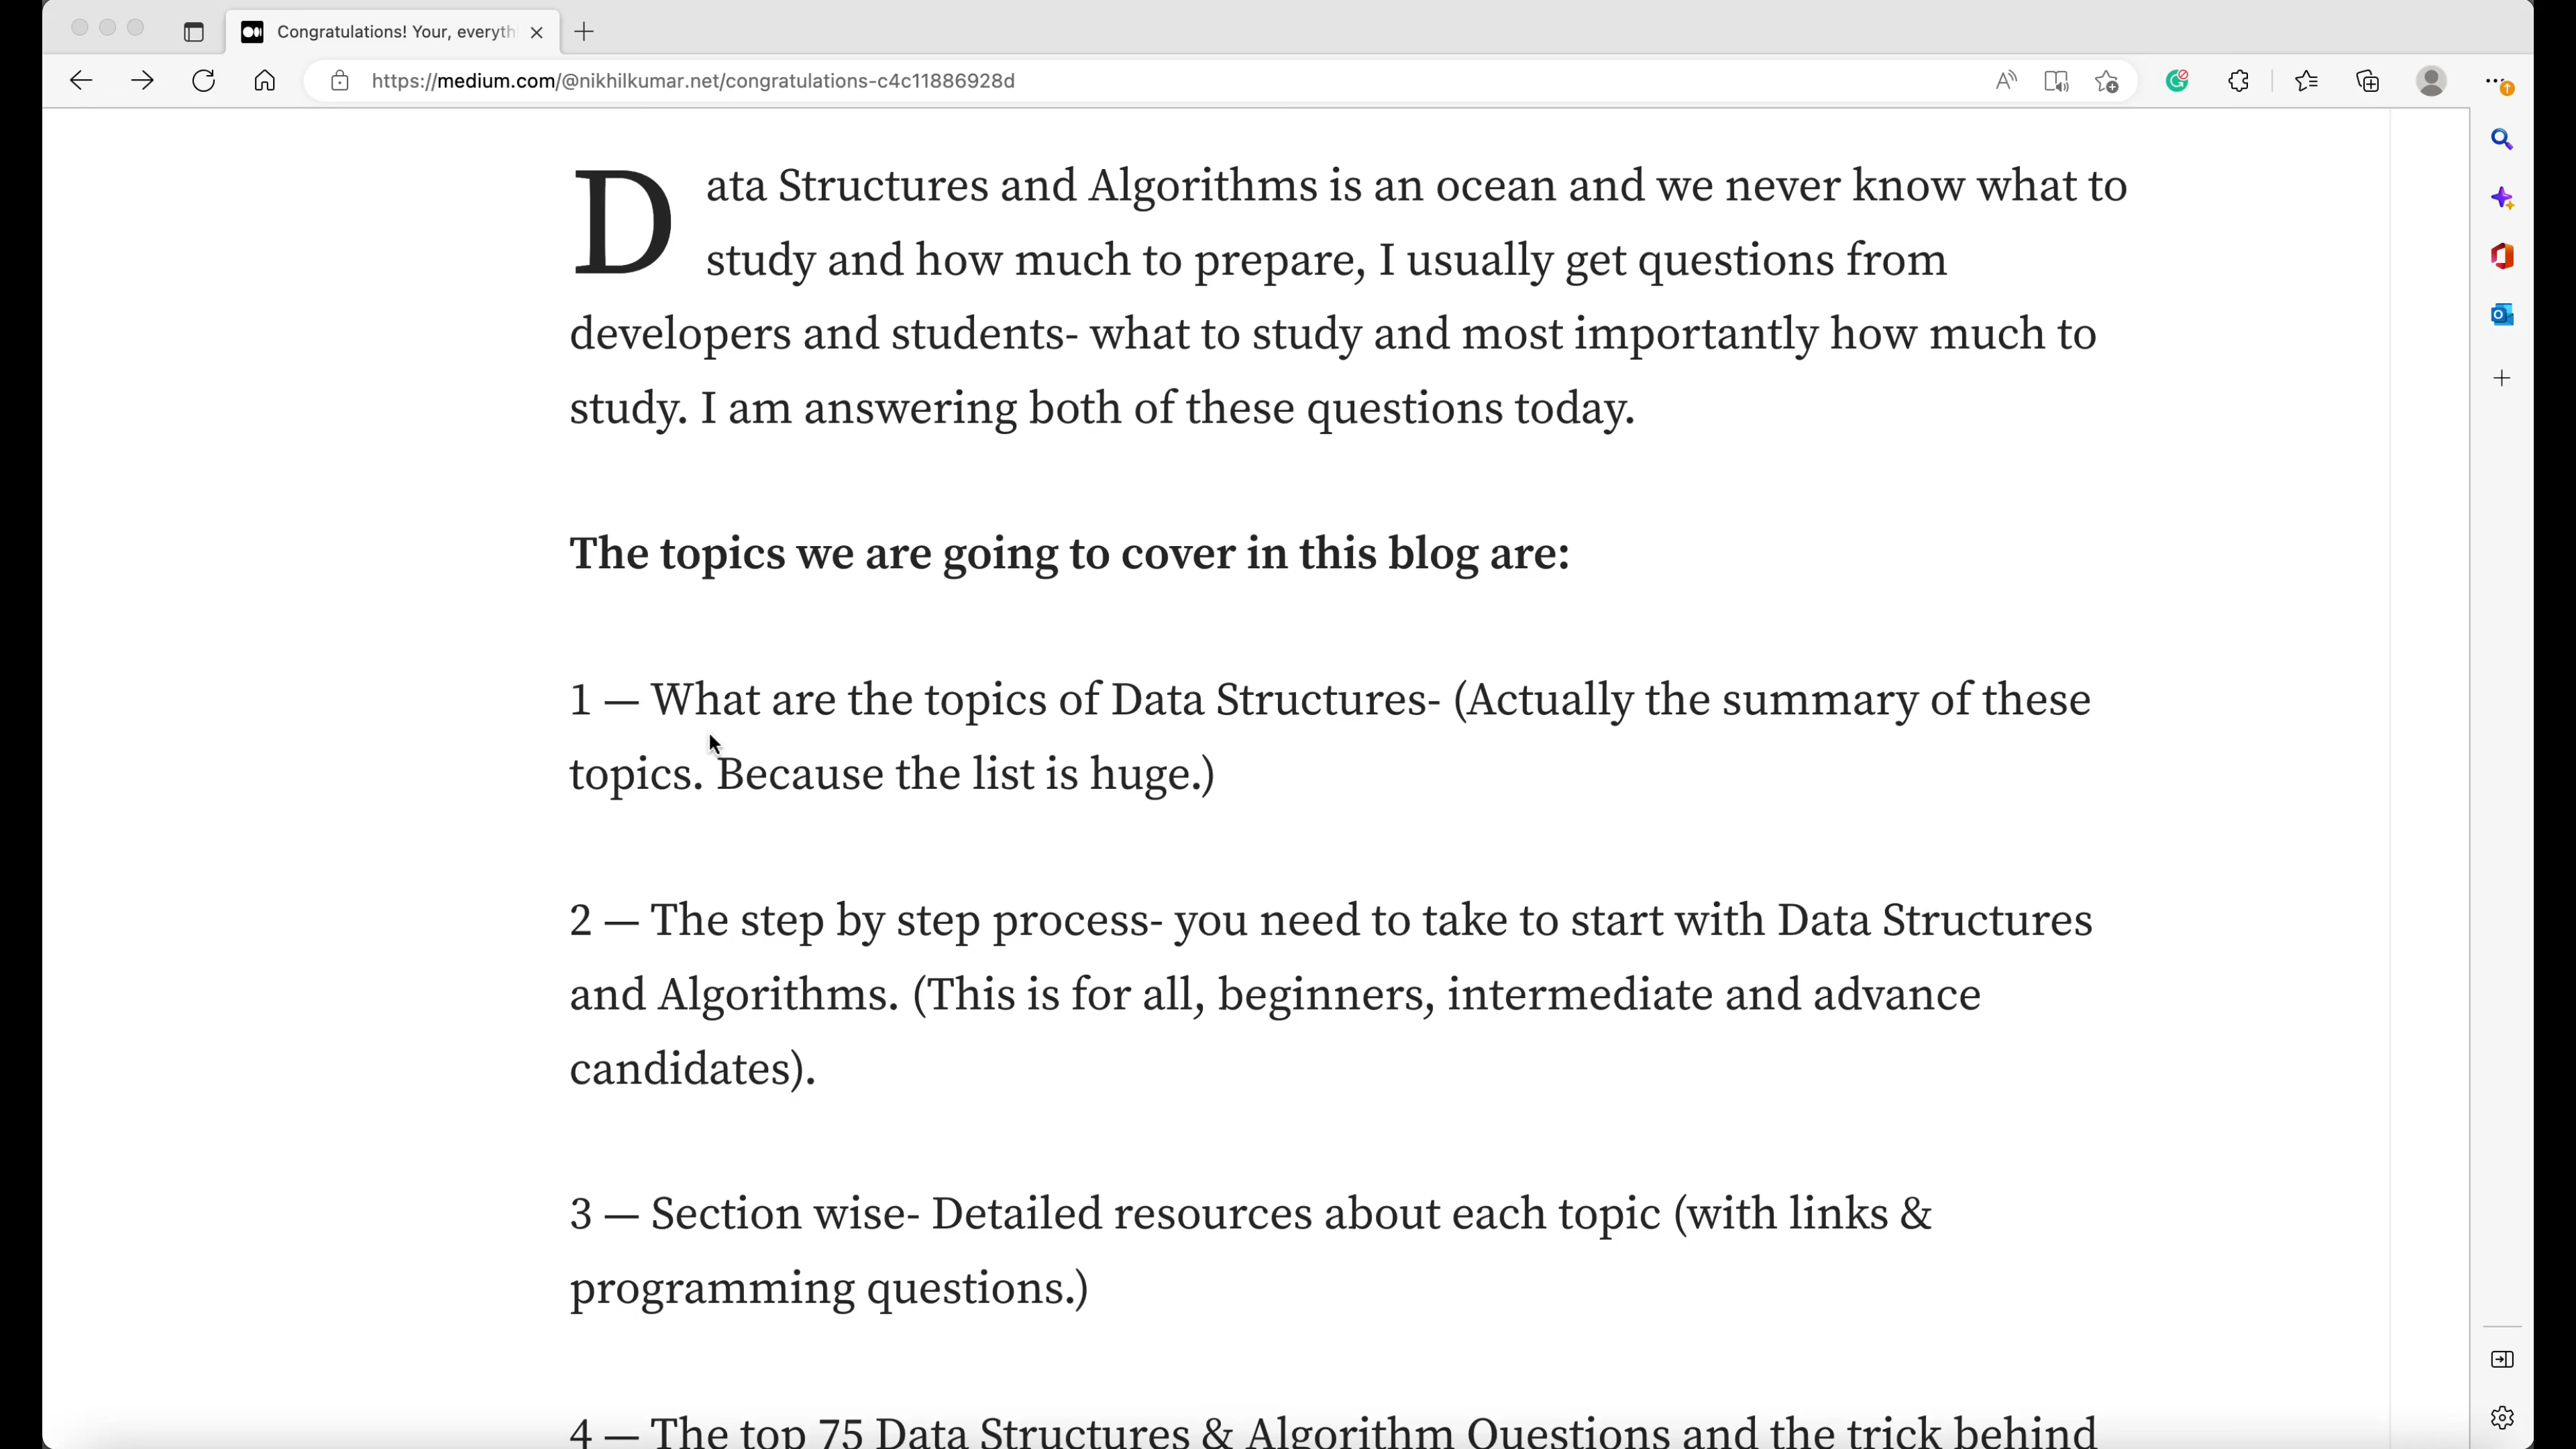 Congratulations! Your, everyth
https://medium.com/@nikhilkumar.net/congratulations-c4c11886928d
Data Structures and Algorithms is an ocean and we never know what to
study and how much to prepare, I usually get questions from
developers and students- what to study and most importantly how much to
study. I am answering both of these questions today.
The topics we are going to cover in this blog are:
1 — What are the topics of Data Structures- (Actually the summary of these
topics. Because the list is huge.)
2 — The step by step process- you need to take to start with Data Structures
and Algorithms. (This is for all, beginners, intermediate and advance
candidates).
3 — Section wise- Detailed resources about each topic (with links &
programming questions.)
4 — The top 75 Data Structures & Algorithm Questions and the trick behind